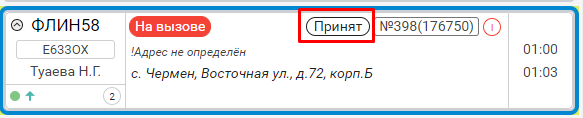 ФЛИН58
Е633ОХ
Туаева Н.Г.
2
На вызове
Принят
№398(176750)
I
!Адрес не определён
с. Чермен, Восточная ул., д.72, корп.Б
01:00
01:03